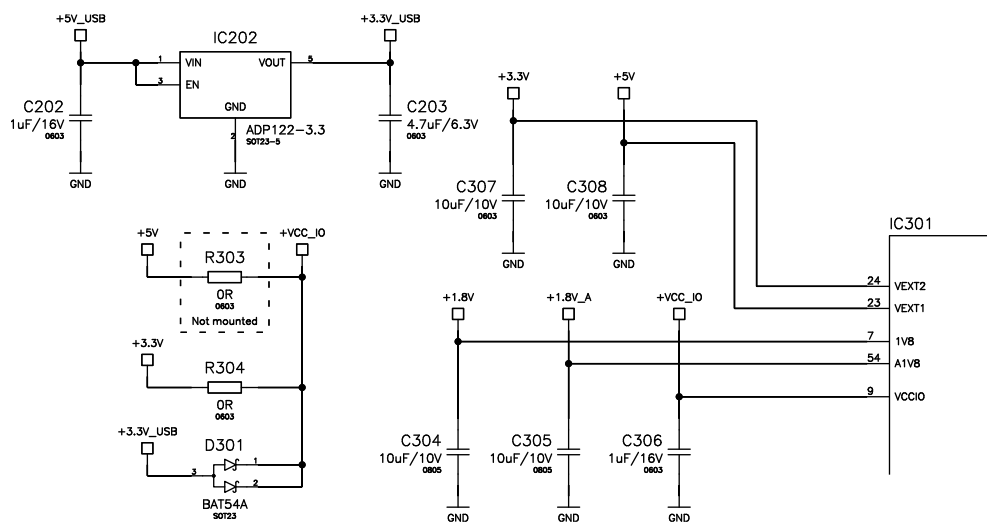 +5V_USB
+3.3V_USB
IC202
1
VIN
VOUT
5
3
EN
GND
C202
1uF/16V
0603
2
ADP122-3.3
SOT23-5
C203
4.7uF/6.3V
0603
GND
GND
GND
+3.3V
+5V
C307
10uF/10V
0603
C308
10uF/10V
0603
GND
GND
+5V
+VCC_IO
R303
0R
0603
Not mounted
+3.3V
R304
0R
0603
+3.3V_USB
D301
3
1
2
BAT54A
SOT23
IC301
24
VEXT2
23
VEXT1
+1.8V
+1.8V_A
+VCC_IO
7
1V8
54
A1V8
9
VCCIO
C304
10uF/10V
0805
C305
10uF/10V
0805
C306
1uF/16V
0603
GND
GND
GND